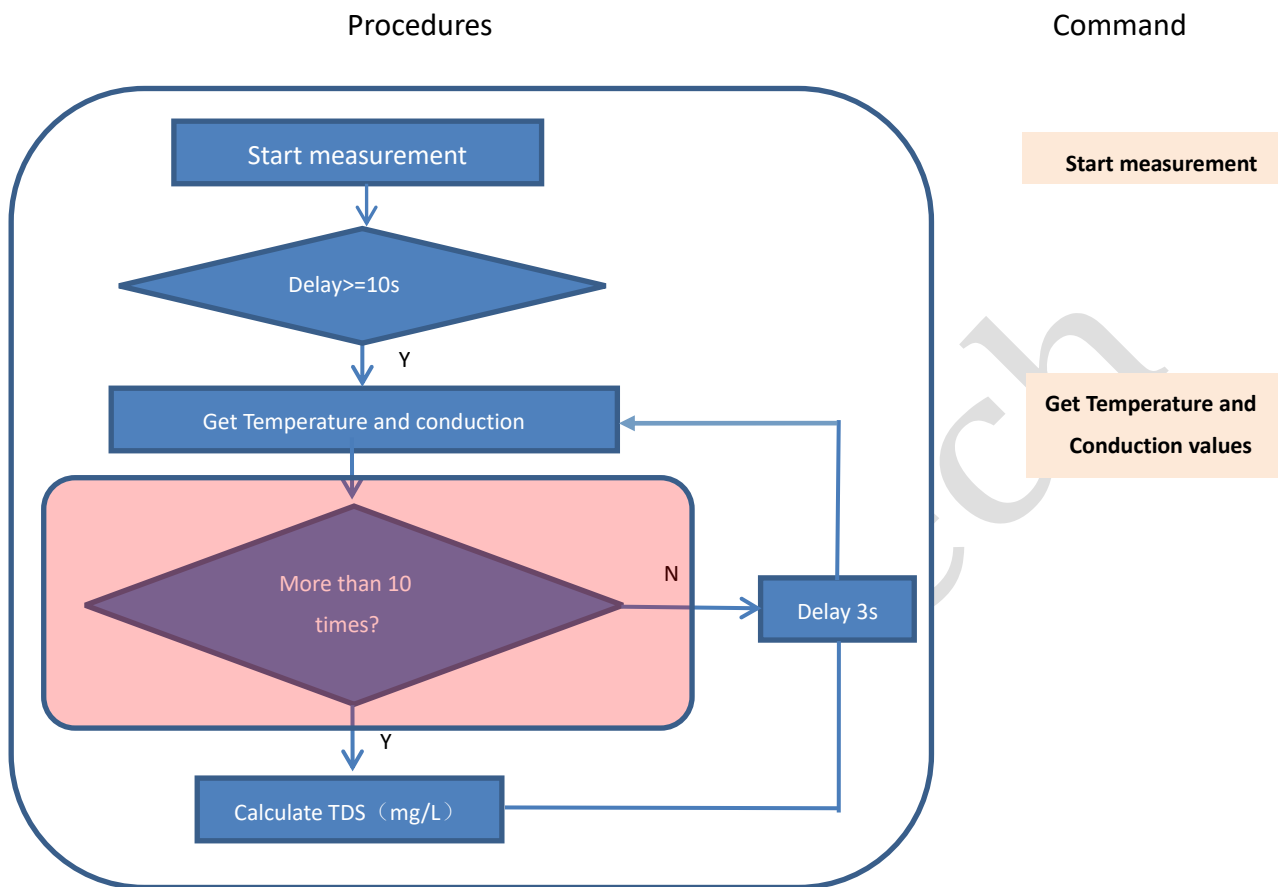 Procedures
Command
Start measurement
Start measurement
Delay>=10s
Y
Get Temperature and conduction
Get Temperature and
Conduction values
More than 10
times?
N
Delay 3s
Y
Calculate TDS（mg/L）